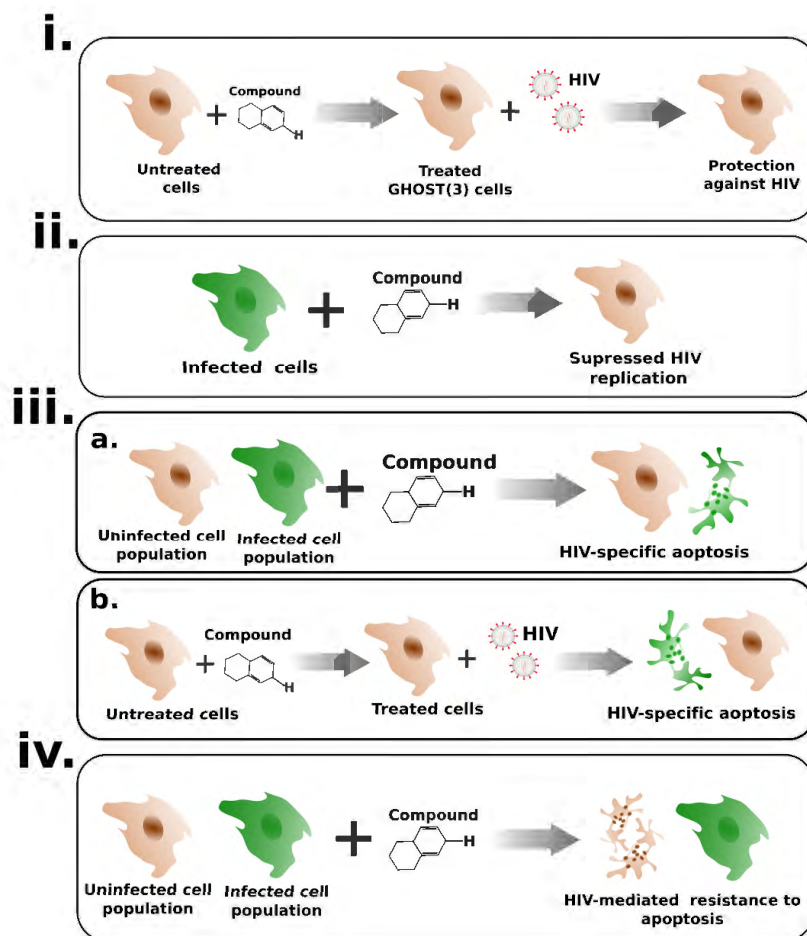 i.
Compound
HIV
H
Untreated
cells
Treated
GHOST(3) cells
Protection
against HIV
ii.
Compound
H
Infected cells
Supressed HIV
replication
iii.
a.
Compound
H
Uninfected cell
population
Infected cell
population
HIV-specific aoptosis
b.
Compound
HIV
H
Untreated cells
Treated cells
HIV-specific aoptosis
iv.
Compound
H
Uninfected cell
population
Infected cell
population
HIV-mediated resistance to
apoptosis